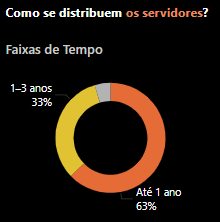 Como se distribuem os servidores?
Faixas de Tempo
1–3 anos
33%
Até 1 ano
63%